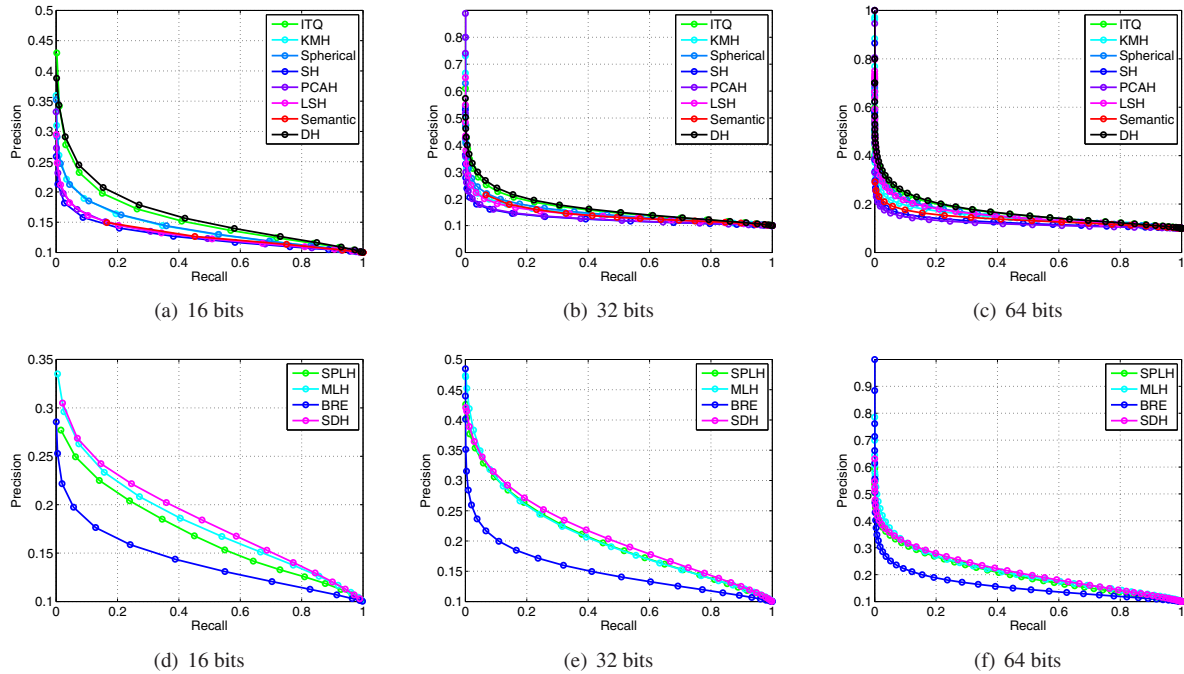 0.5
0.45
0.4
0.35
0.3
0.25
0.2
0.15
0.1
Precision
0 0.2 0.4 0.6 0.8 1
Recall
ITQ
KMH
Spherical
SH
PCAH
LSH
Semantic
DH
(a) 16 bits
0.8
0.7
0.6
0.5
0.4
0.3
0.2
0.1
0
Precision
0 0.2 0.4 0.6 0.8 1
Recall
ITQ
KMH
Spherical
SH
PCAH
LSH
Semantic
DH
(b) 32 bits
1
0.8
0.6
0.4
0.2
0
Precision
0 0.2 0.4 0.6 0.8 1
Recall
ITQ
KMH
Spherical
SH
PCAH
LSH
Semantic
DH
(c) 64 bits
0.35
0.3
0.25
0.2
0.15
0.1
Precision
0 0.2 0.4 0.6 0.8 1
Recall
SPLH
MLH
BRE
SDH
(d) 16 bits
0.5
0.45
0.4
0.35
0.3
0.25
0.2
0.15
0.1
Precision
0 0.2 0.4 0.6 0.8 1
Recall
SPLH
MLH
BRE
SDH
(e) 32 bits
0.9
0.8
0.7
0.6
0.5
0.4
0.3
0.2
0.1
Precision
0 0.2 0.4 0.6 0.8 1
Recall
SPLH
MLH
BRE
SDH
(f) 64 bits